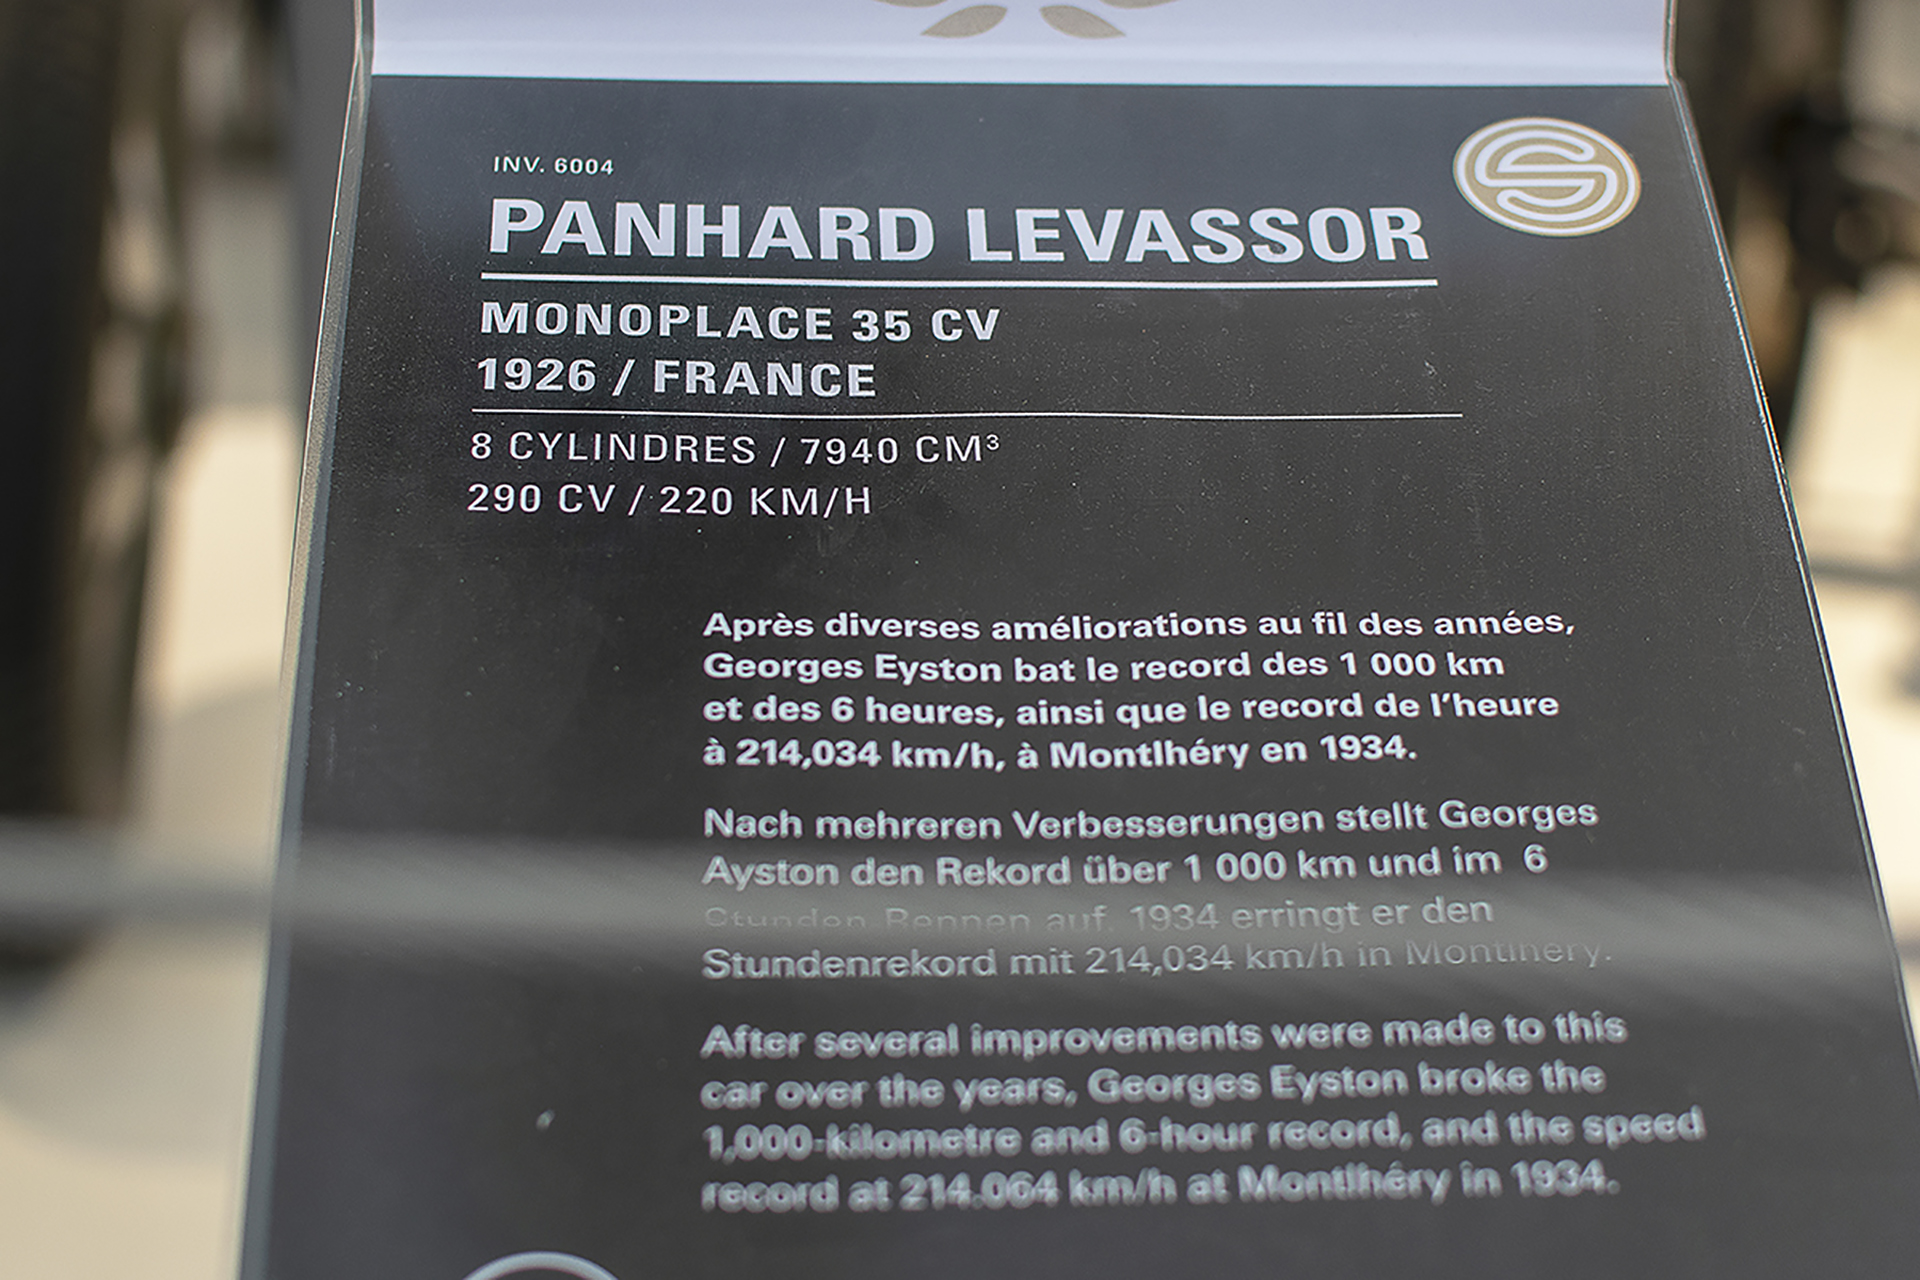 INV. 6004
PANHARD LEVASSOR
MONOPLACE 35 CV
1926 / FRANCE
8 CYLINDRES / 7940 CM³
290 CV / 220 KM/H
Après diverses améliorations au fil des années,
Georges Eyston bat le record des 1 000 km
et des 6 heures, ainsi que le record de l'heure
à 214,034 km/h, à Montlhéry en 1934.
Nach mehreren Verbesserungen stellt Georges
Ayston den Rekord über 1 000 km und im 6
Stunden Rennen auf. 1934 erringt er den
Stundenrekord mit 214,034 km/h in Montlhéry.
After several improvements were made to this
car over the years, Georges Eyston broke the
1,000-kilometre and 6-hour record, and the speed
record at 214.064 km/h at Montlhéry in 1934.